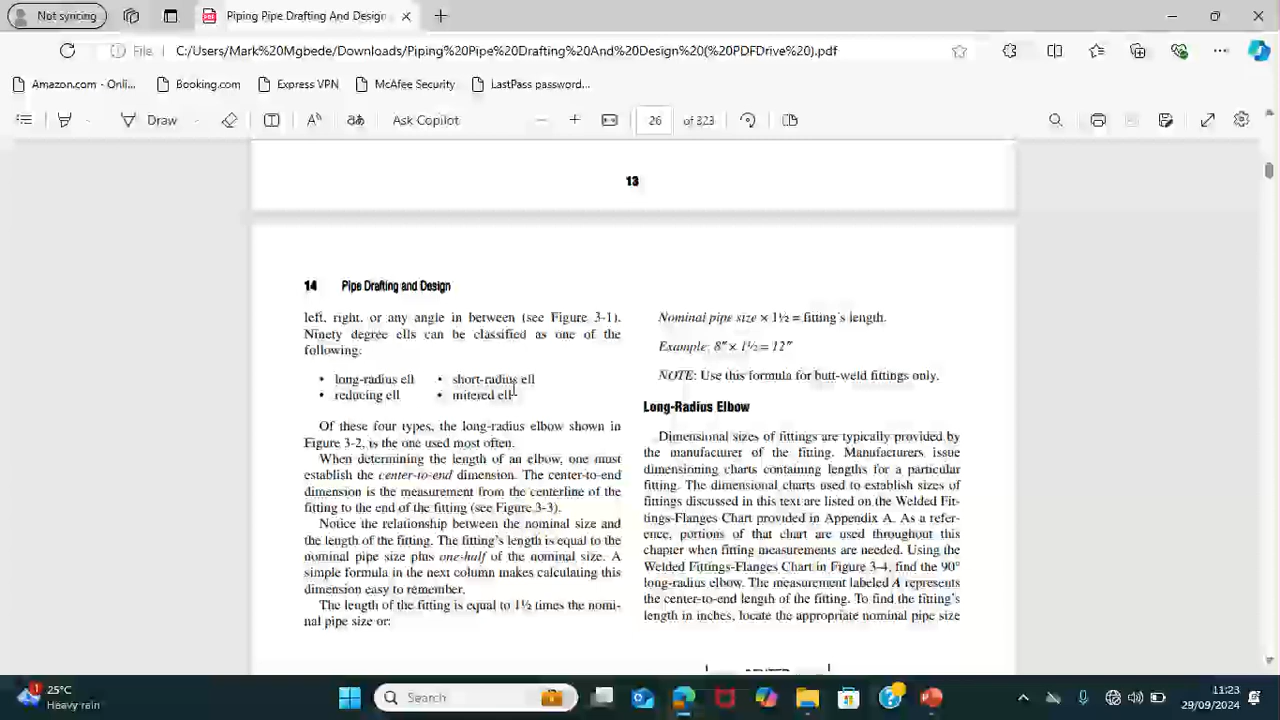 Not syncing
Piping Pipe Drafting And Design
File
C:/Users/Mark%20Mgbede/Downloads/Piping%20Pipe%20Drafting%20And%20Design%20(%20PDFDrive%20).pdf
Amazon.com - Onli...
Booking.com
Express VPN
McAfee Security
LastPass password...
Draw
Ask Copilot
26 of 323
13
14 Pipe Drafting and Design
left, right, or any angle in between (see Figure 3-1).
Ninety degree ells can be classified as one of the
following:
• long-radius ell • short-radius ell
• reducing ell • mitered ell
Of these four types, the long-radius elbow shown in
Figure 3-2, is the one used most often.
When determining the length of an elbow, one must
establish the center-to-end dimension. The center-to-end
dimension is the measurement from the centerline of the
fitting to the end of the fitting (see Figure 3-3).
Notice the relationship between the nominal size and
the length of the fitting. The fitting's length is equal to the
nominal pipe size plus one-half of the nominal size. A
simple formula in the next column makes calculating this
dimension easy to remember.
The length of the fitting is equal to 1½ times the nomi-
nal pipe size or:
Nominal pipe size × 1½ = fitting's length.
Example: 8″ × 1½ = 12″
NOTE: Use this formula for butt-weld fittings only.
Long-Radius Elbow
Dimensional sizes of fittings are typically provided by
the manufacturer of the fitting. Manufacturers issue
dimensioning charts containing lengths for a particular
fitting. The dimensional charts used to establish sizes of
fittings discussed in this text are listed on the Welded Fit-
tings-Flanges Chart provided in Appendix A. As a refer-
ence, portions of that chart are used throughout this
chapter when fitting measurements are needed. Using the
Welded Fittings-Flanges Chart in Figure 3-4, find the 90°
long-radius elbow. The measurement labeled A represents
the center-to-end length of the fitting. To find the fitting's
length in inches, locate the appropriate nominal pipe size
25°C
Heavy rain
1
Search
11:23
29/09/2024